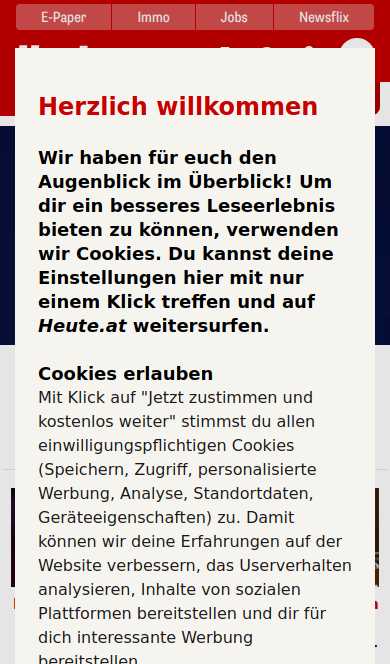 E-Paper
Immo
Jobs
Newsflix
Herzlich willkommen
Wir haben für euch den
Augenblick im Überblick! Um
dir ein besseres Leseerlebnis
bieten zu können, verwenden
wir Cookies. Du kannst deine
Einstellungen hier mit nur
einem Klick treffen und auf
Heute.at weitersurfen.
Cookies erlauben
Mit Klick auf "Jetzt zustimmen und
kostenlos weiter" stimmst du allen
einwilligungspflichtigen Cookies
(Speichern, Zugriff, personalisierte
Werbung, Analyse, Standortdaten,
Geräteeigenschaften) zu. Damit
können wir deine Erfahrungen auf der
Website verbessern, das Userverhalten
analysieren, Inhalte von sozialen
Plattformen bereitstellen und dir für
dich interessante Werbung
bereitstellen